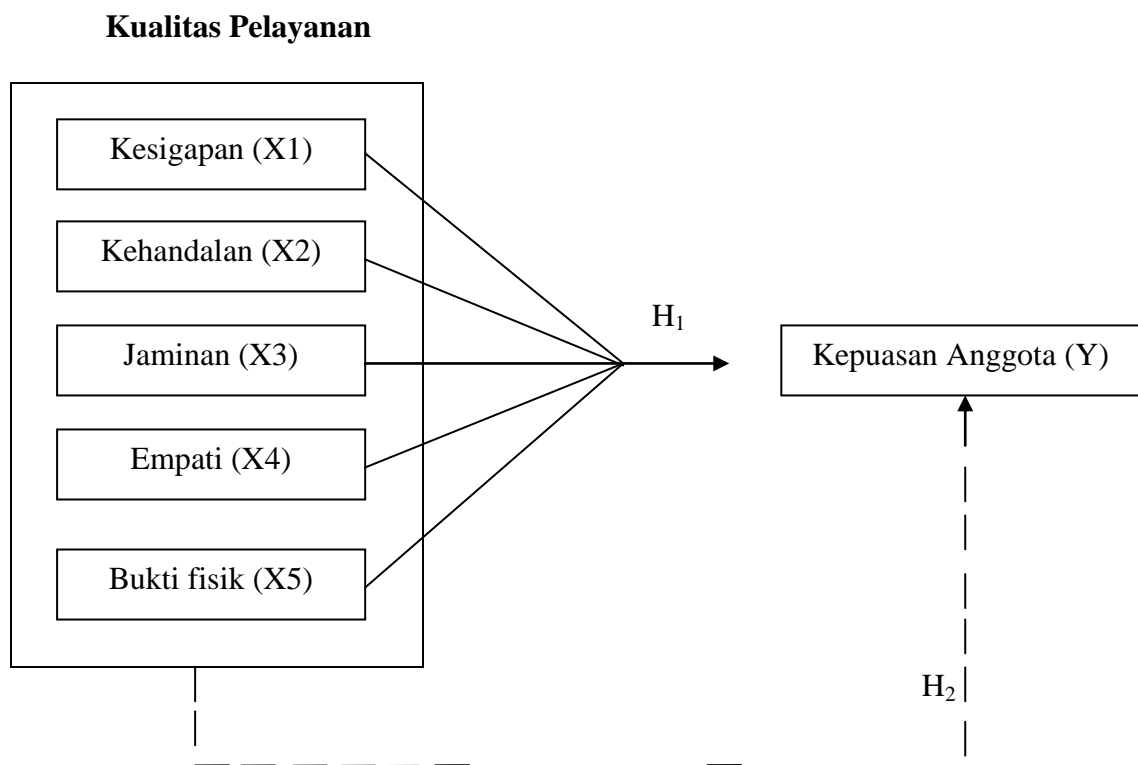 Kualitas Pelayanan
Kesigapan (X1)
Kehandalan (X2)
Jaminan (X3)
Empati (X4)
Bukti fisik (X5)
H₁
Kepuasan Anggota (Y)
H₂